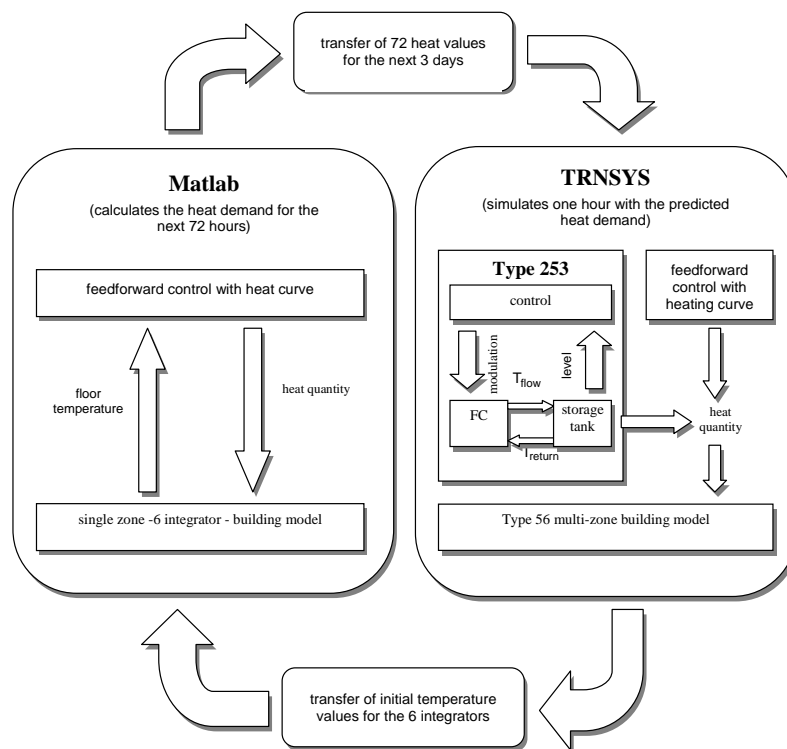 transfer of 72 heat values
for the next 3 days
Matlab
(calculates the heat demand for the
next 72 hours)
feedforward control with heat curve
floor
temperature
heat quantity
single zone -6 integrator - building model
TRNSYS
(simulates one hour with the predicted
heat demand)
Type 253
control
modulation
level
Tflow
FC
storage
tank
Treturn
feedforward
control with
heating curve
heat
quantity
Type 56 multi-zone building model
transfer of initial temperature
values for the 6 integrators